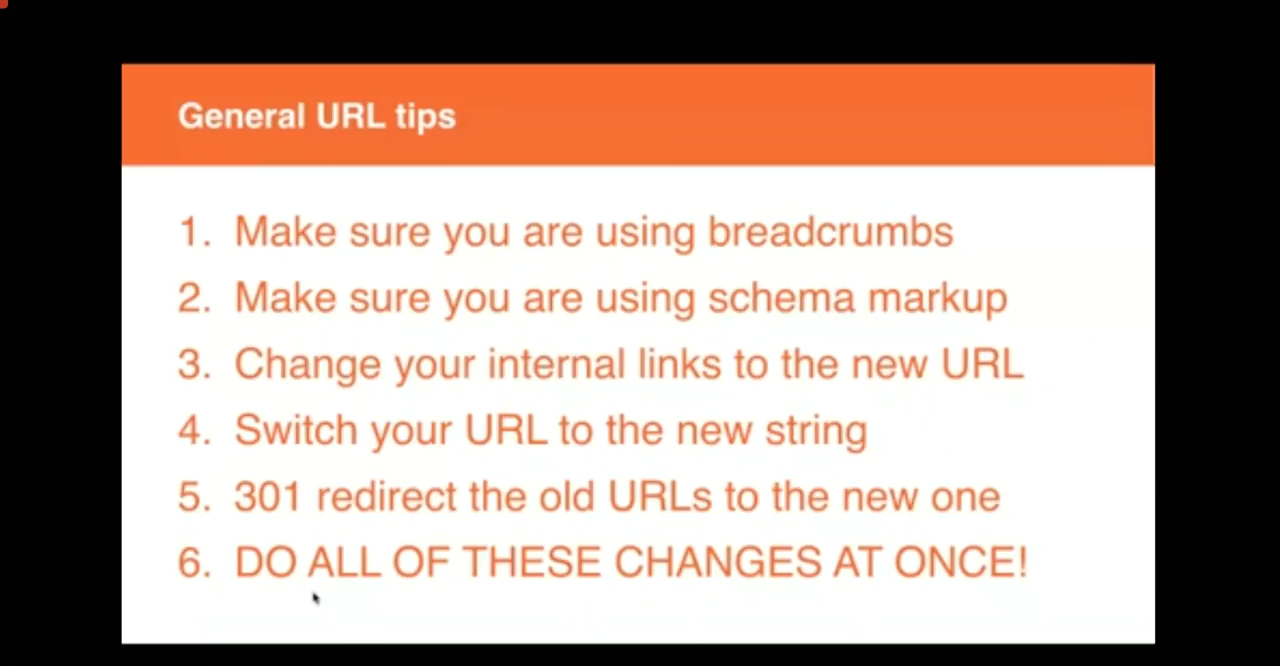 General URL tips
1. Make sure you are using breadcrumbs
2. Make sure you are using schema markup
3. Change your internal links to the new URL
4. Switch your URL to the new string
5. 301 redirect the old URLs to the new one
6. DO ALL OF THESE CHANGES AT ONCE!